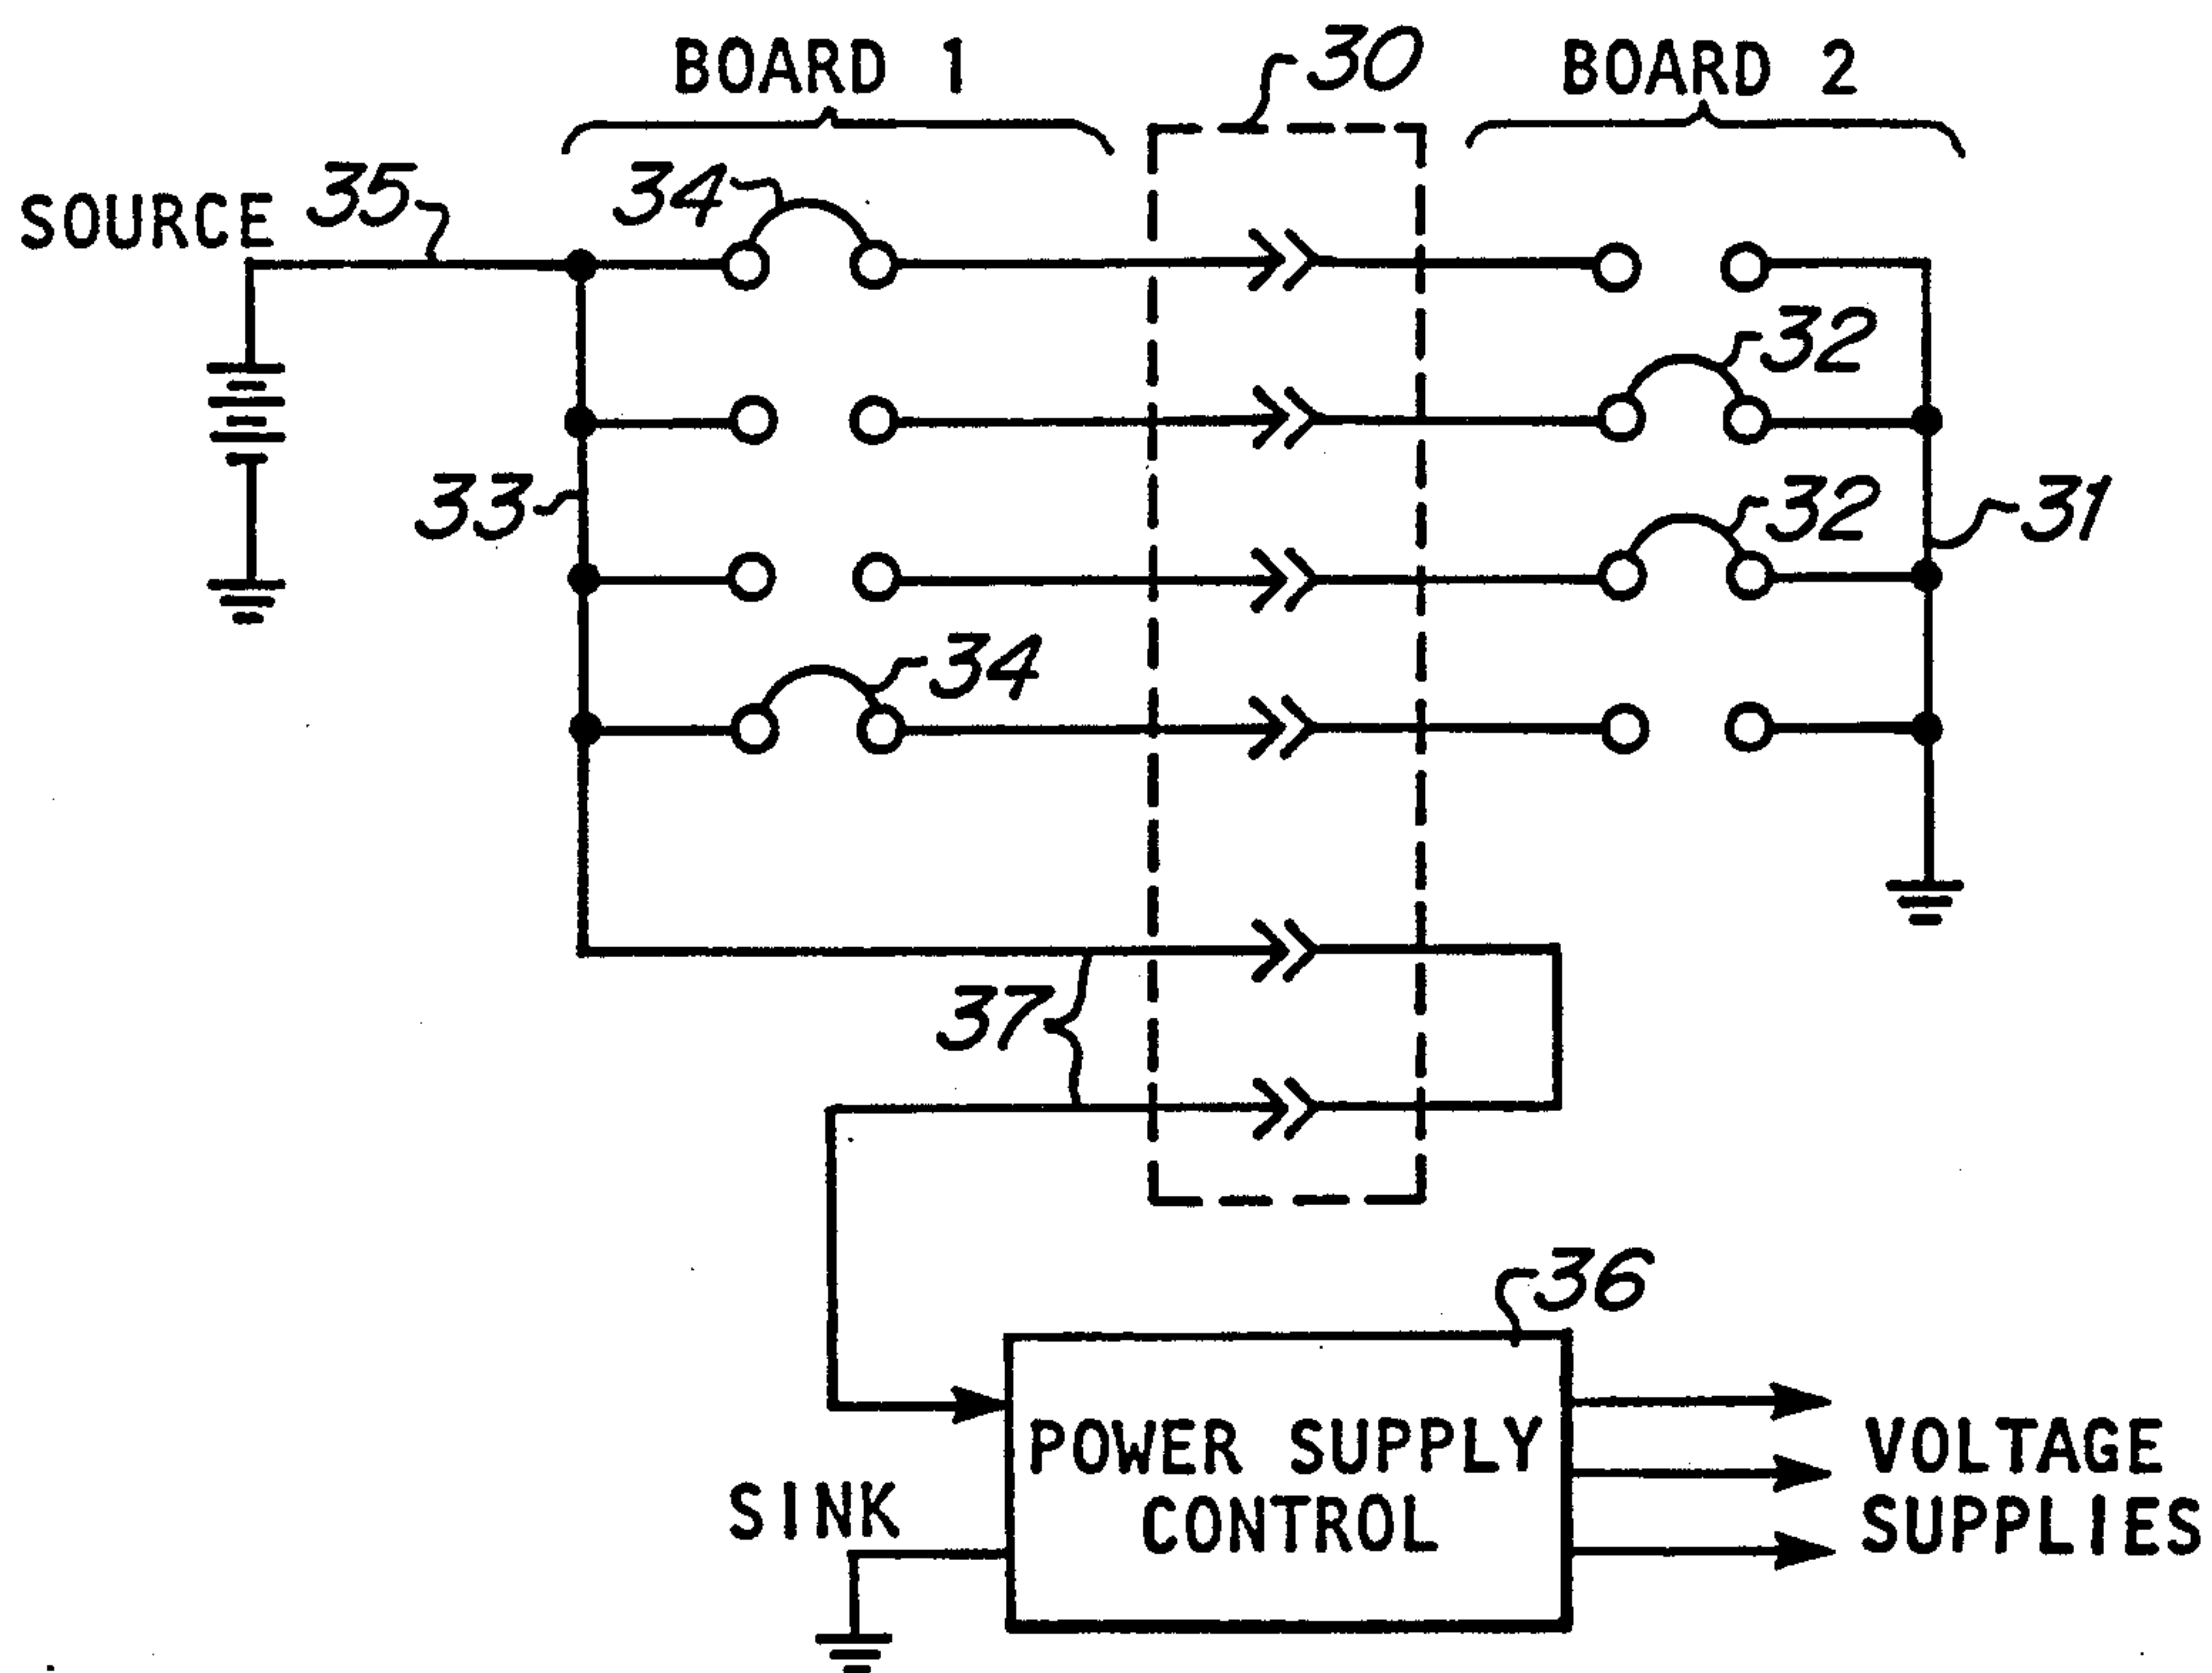 BOARD 1
30
BOARD 2
SOURCE
35
34
32
33
32
31
34
37
36
POWER SUPPLY
CONTROL
SINK
VOLTAGE
SUPPLIES